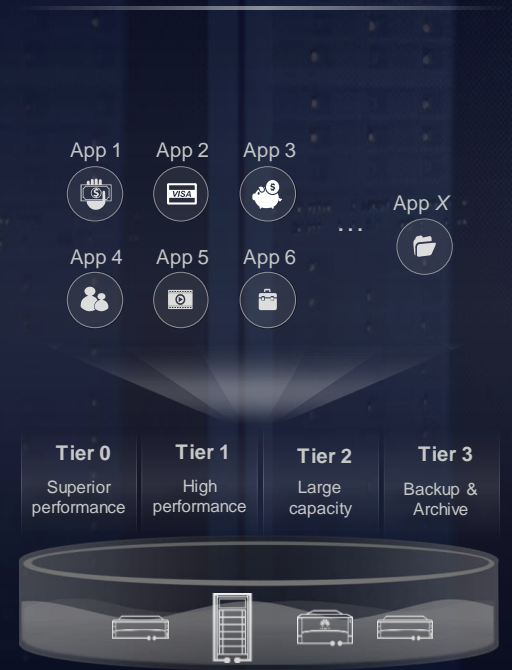 App 1 App 2 App 3
VISA
App X
...
App 4 App 5 App 6
Tier 0 Tier 1 Tier 2 Tier 3
Superior performance
High performance
Large capacity
Backup & Archive